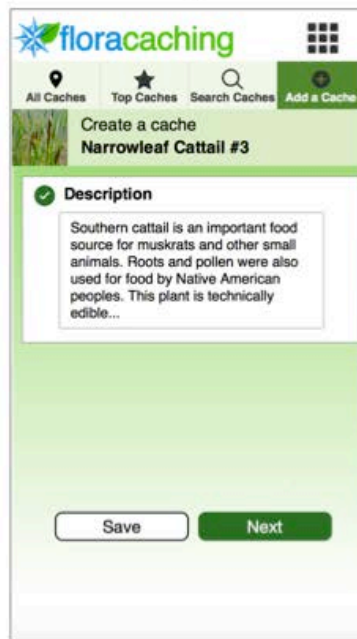 floracaching
All Caches Top Caches Search Caches Add a Cache
Create a cache
Narrowleaf Cattail #3
Description
Southern cattail is an important food
source for muskrats and other small
animals. Roots and pollen were also
used for food by Native American
peoples. This plant is technically
edible...
Save Next